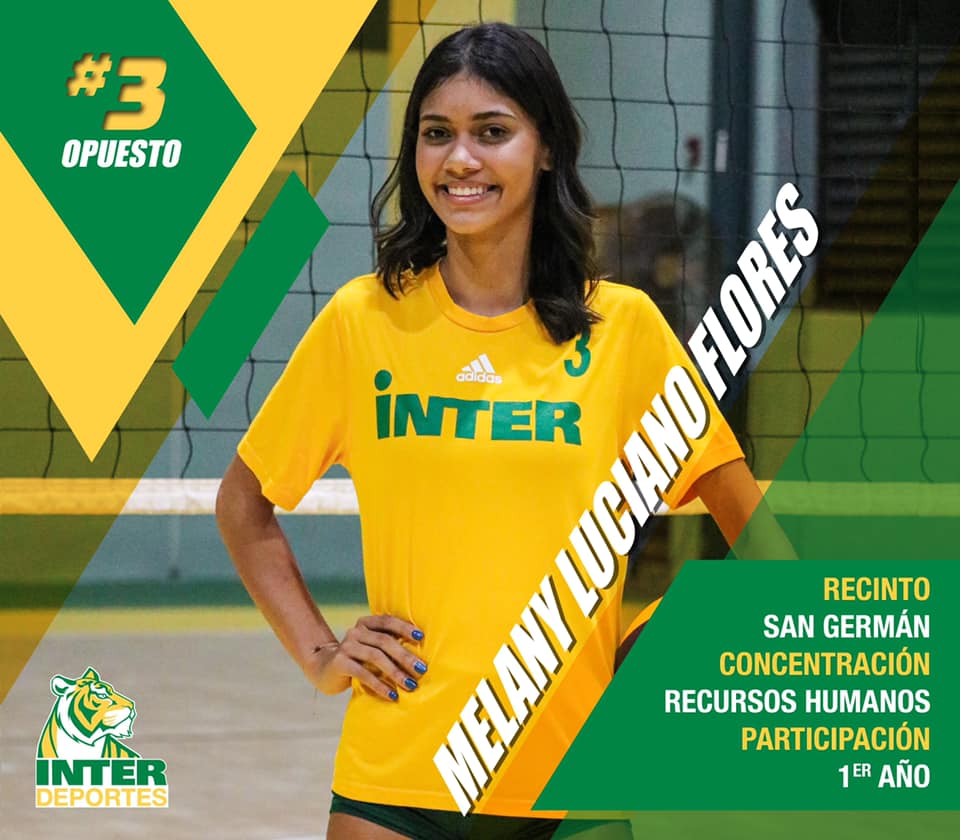 #3
OPUESTO
3
adidas
iNTER
MELANY LUCIANO FLORES
RECINTO
SAN GERMÁN
CONCENTRACIÓN
RECURSOS HUMANOS
PARTICIPACIÓN
1ER AÑO
INTER
DEPORTES